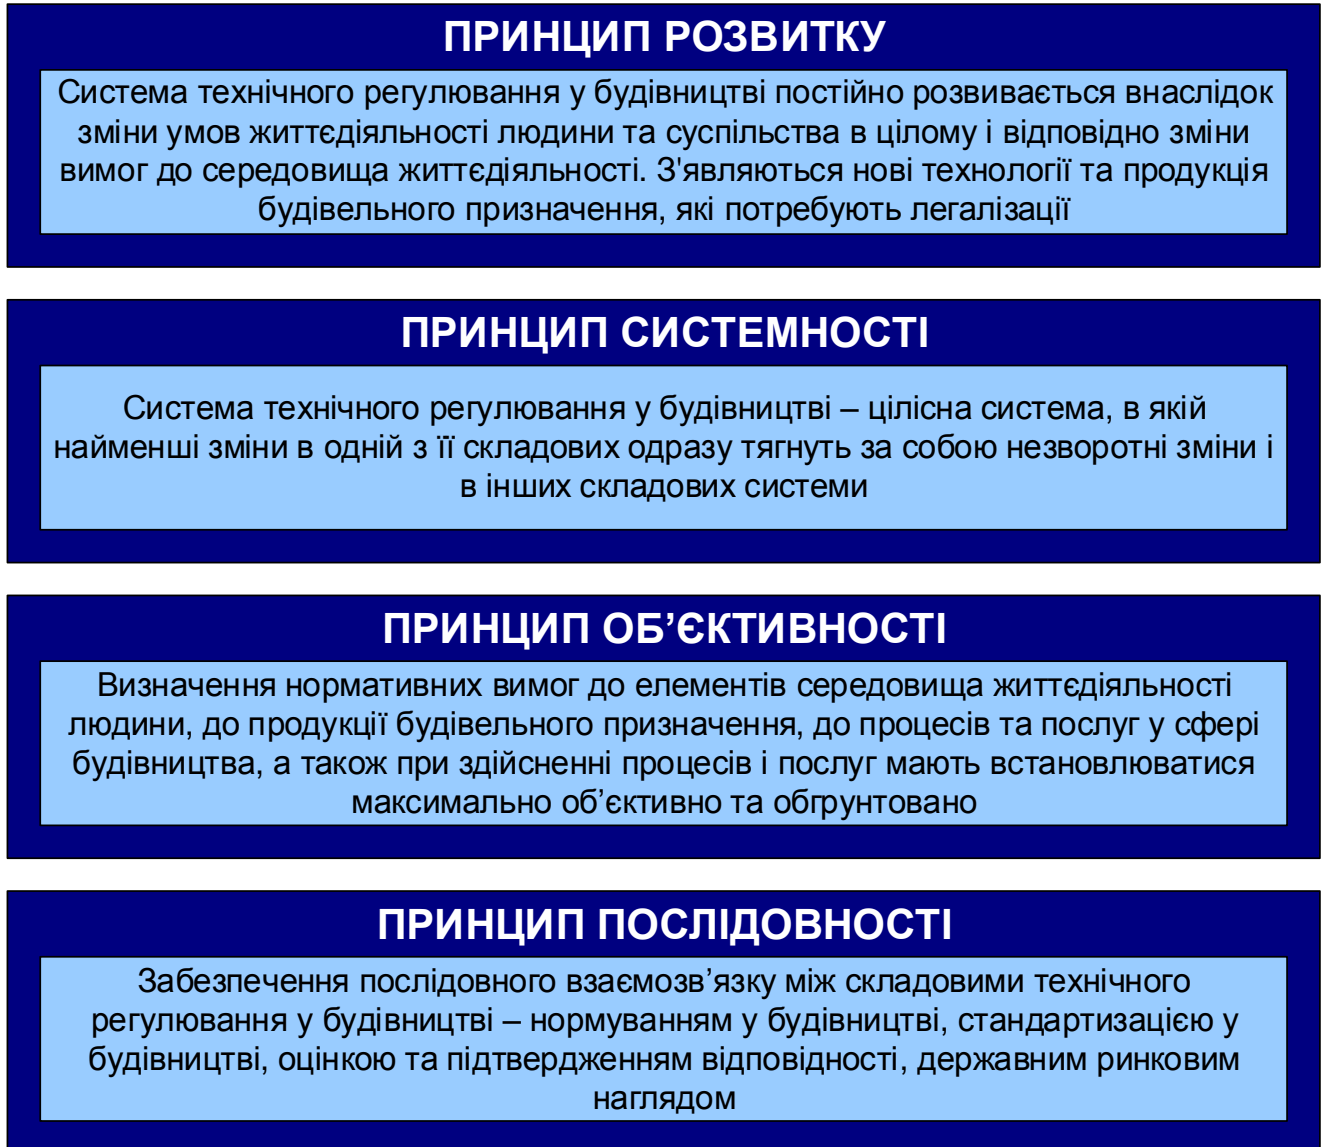 ПРИНЦИП РОЗВИТКУ
Система технічного регулювання у будівництві постійно розвивається внаслідок
зміни умов життєдіяльності людини та суспільства в цілому і відповідно зміни
вимог до середовища життєдіяльності. З'являються нові технології та продукція
будівельного призначення, які потребують легалізації
ПРИНЦИП СИСТЕМНОСТІ
Система технічного регулювання у будівництві – цілісна система, в якій
найменші зміни в одній з її складових одразу тягнуть за собою незворотні зміни і
в інших складових системи
ПРИНЦИП ОБ’ЄКТИВНОСТІ
Визначення нормативних вимог до елементів середовища життєдіяльності
людини, до продукції будівельного призначення, до процесів та послуг у сфері
будівництва, а також при здійсненні процесів і послуг мають встановлюватися
максимально об’єктивно та обгрунтовано
ПРИНЦИП ПОСЛІДОВНОСТІ
Забезпечення послідовного взаємозв’язку між складовими технічного
регулювання у будівництві – нормуванням у будівництві, стандартизацією у
будівництві, оцінкою та підтвердженням відповідності, державним ринковим
наглядом